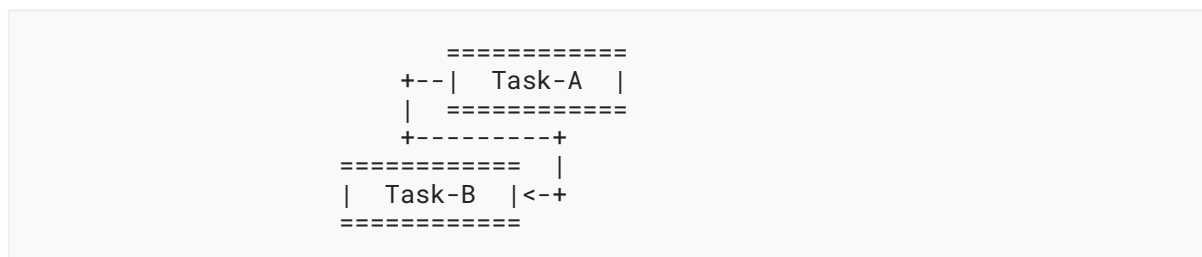 ============
    +--|  Task-A  |
    |  ============
    +---------+
============  |
|  Task-B  |<-+
============